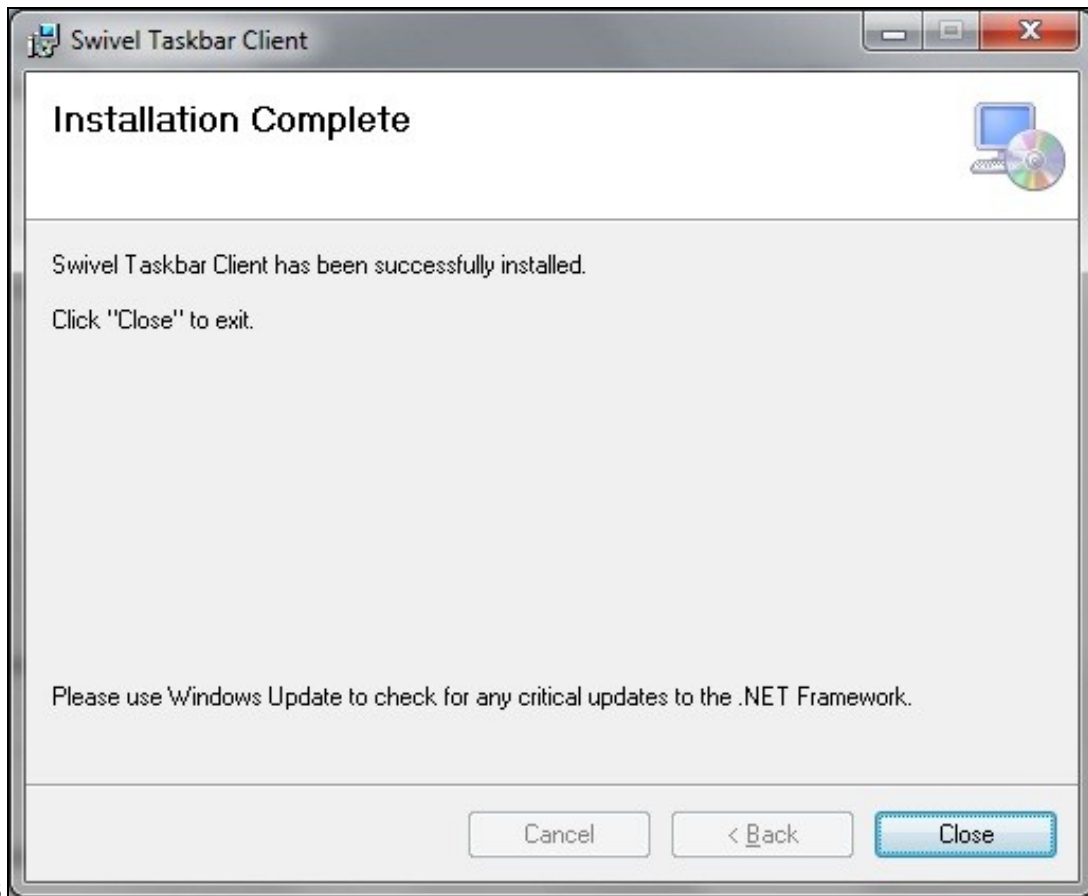 Swivel Taskbar Client
Installation Complete
Swivel Taskbar Client has been successfully installed.
Click "Close" to exit.
Please use Windows Update to check for any critical updates to the .NET Framework.
Cancel
< Back
Close